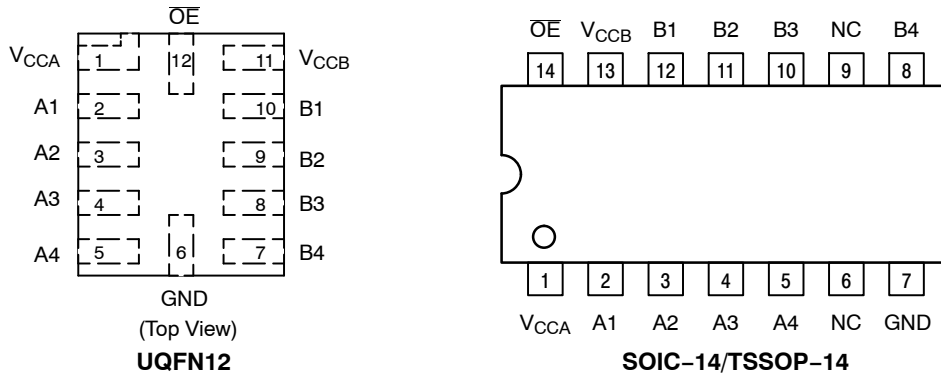 OE
VCCA 1 12 11 VCCB
A1 2 10 B1
A2 3 9 B2
A3 4 8 B3
A4 5 6 7 B4
GND
(Top View)
UQFN12
OE VCCB B1 B2 B3 NC B4
14 13 12 11 10 9 8
1 2 3 4 5 6 7
VCCA A1 A2 A3 A4 NC GND
SOIC−14/TSSOP−14